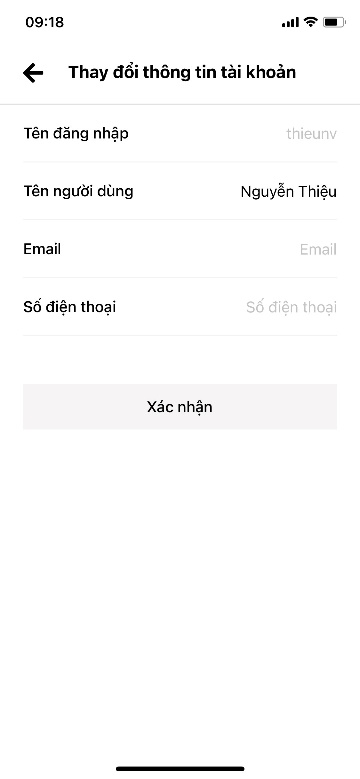 09:18
Thay đổi thông tin tài khoản
Tên đăng nhập thieunv
Tên người dùng Nguyễn Thiệu
Email Email
Số điện thoại Số điện thoại
Xác nhận